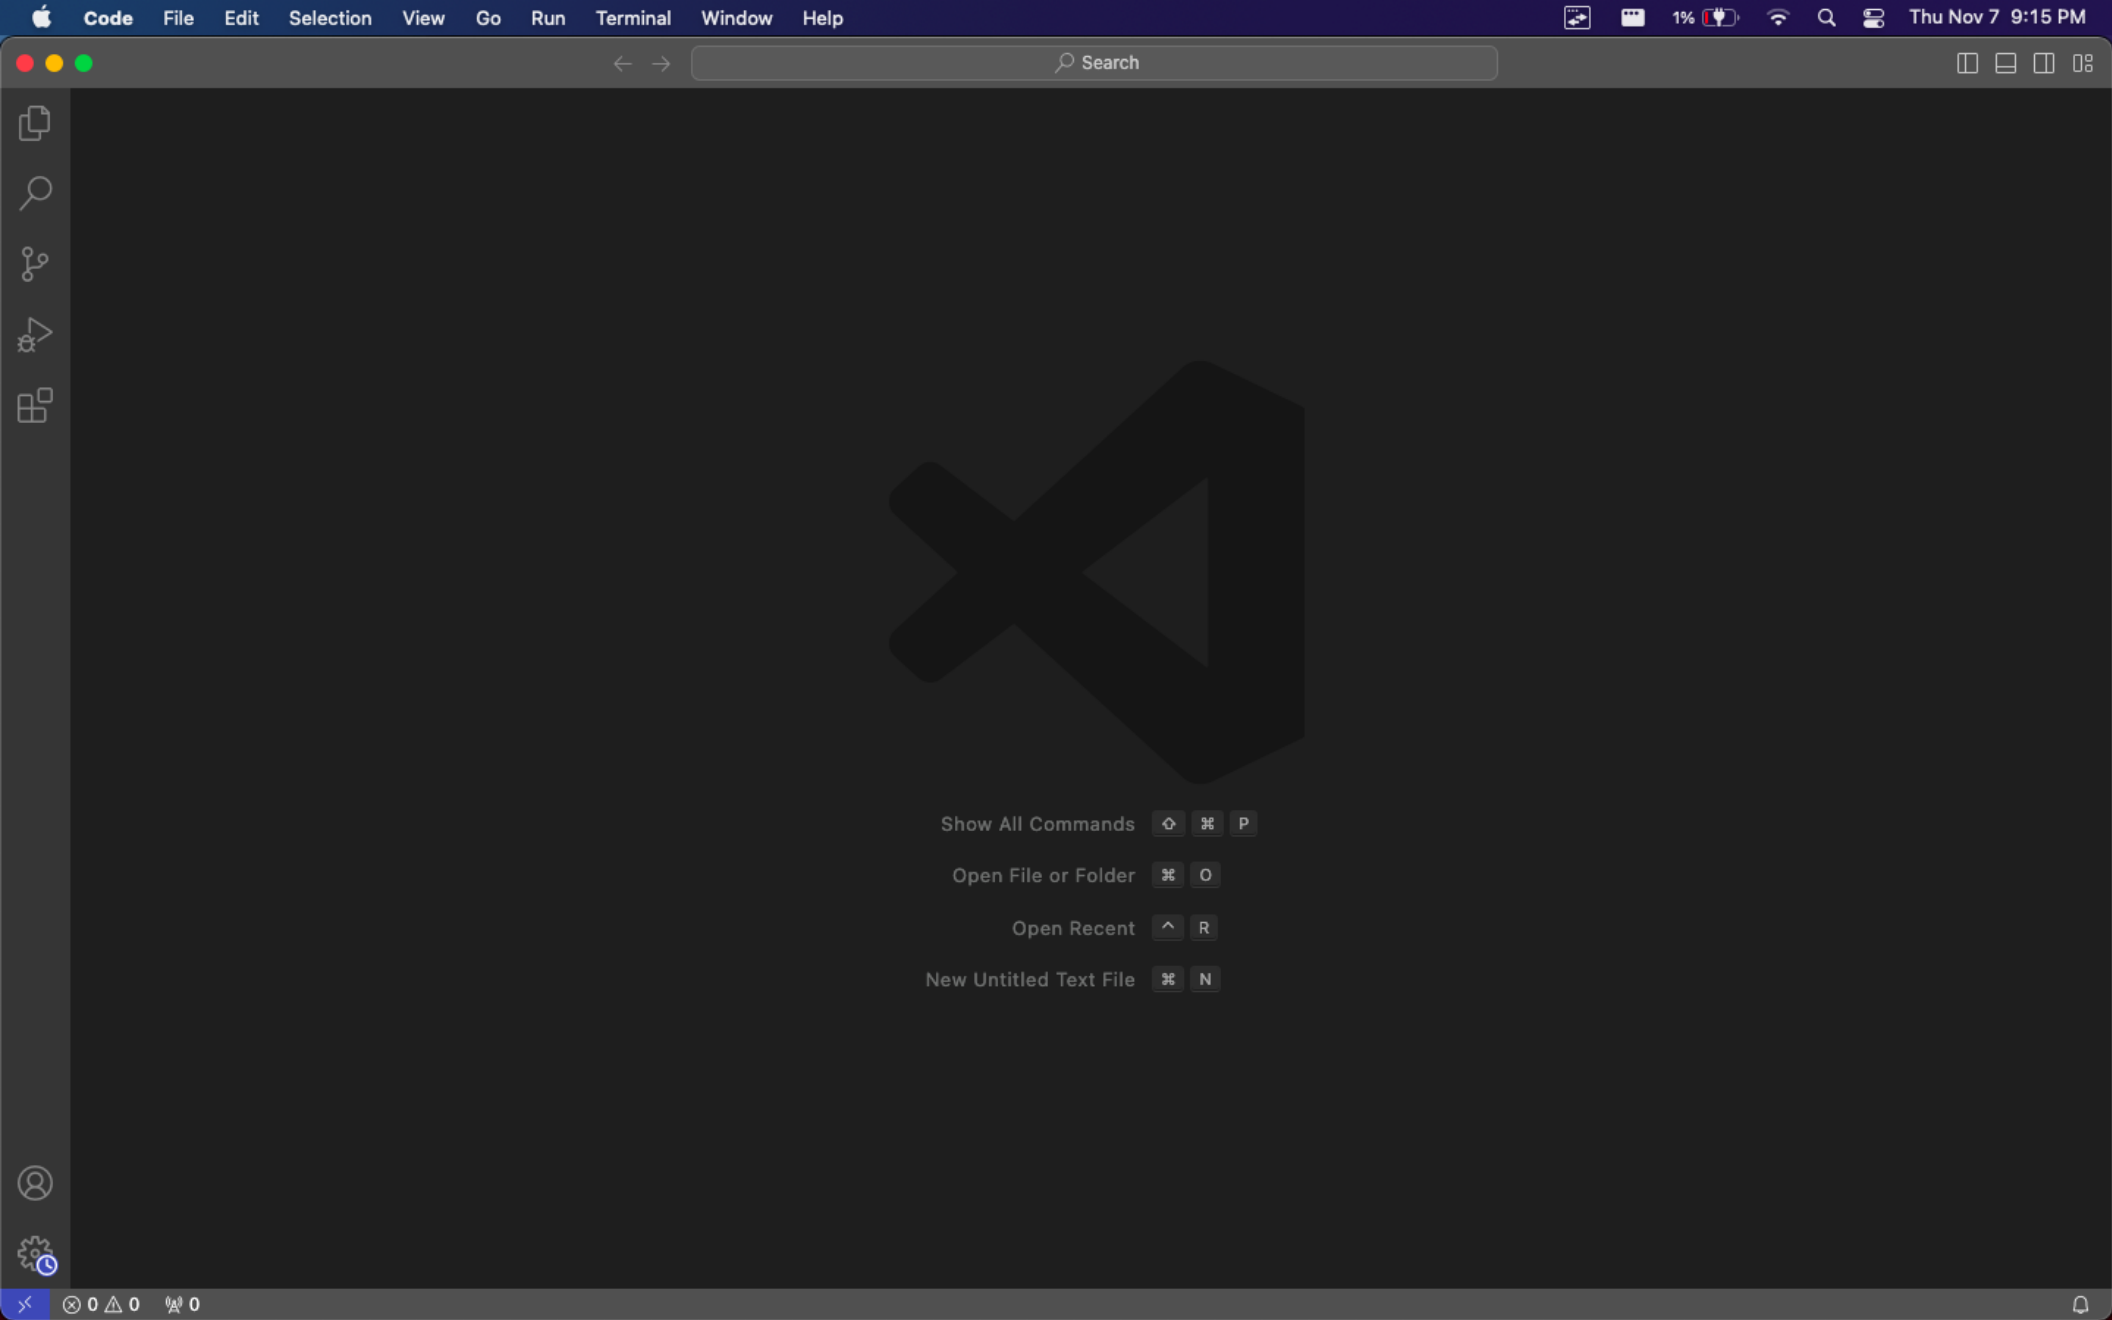 Code File Edit Selection View Go Run Terminal Window Help 1% Thu Nov 7 9:15 PM
Search
Show All Commands ⇧ ⌘ P
Open File or Folder ⌘ O
Open Recent ^ R
New Untitled Text File ⌘ N
0 0 0